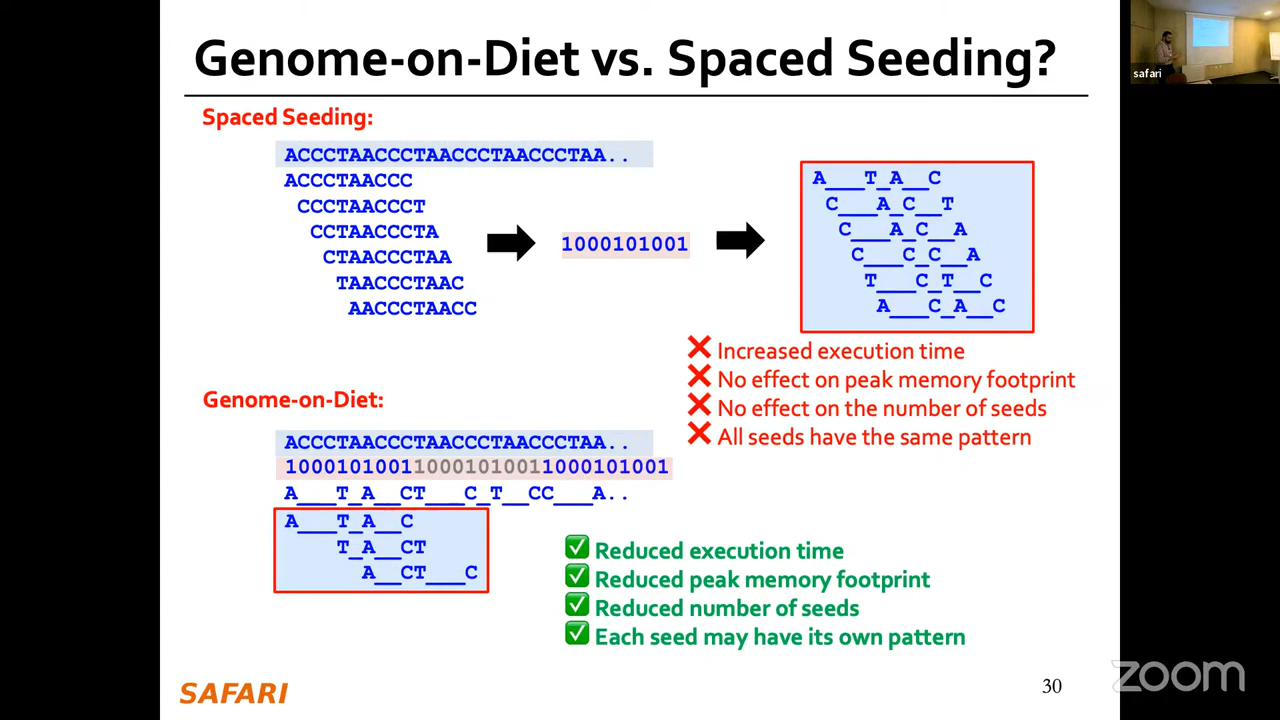 Genome-on-Diet vs. Spaced Seeding?
safari
Spaced Seeding:
ACCCTAACCCTAACCCTAACCCTAA..
ACCCTAACCC
CCCTAACCCT
CCTAACCCTA
CTAACCCTAA
TAACCCTAAC
AACCCTAACC
1000101001
A___T_A__C
C___A_C__T
C___A_C__A
C___C_C__A
T___C_T__C
A___C_A__C
❌ Increased execution time
❌ No effect on peak memory footprint
❌ No effect on the number of seeds
❌ All seeds have the same pattern
Genome-on-Diet:
ACCCTAACCCTAACCCTAACCCTAA..
100010100110001010011000101001
A___T_A__CT___C_T__CC___A..
A___T_A__C
T_A__CT
A__CT___C
✅ Reduced execution time
✅ Reduced peak memory footprint
✅ Reduced number of seeds
✅ Each seed may have its own pattern
SAFARI
30
zoom